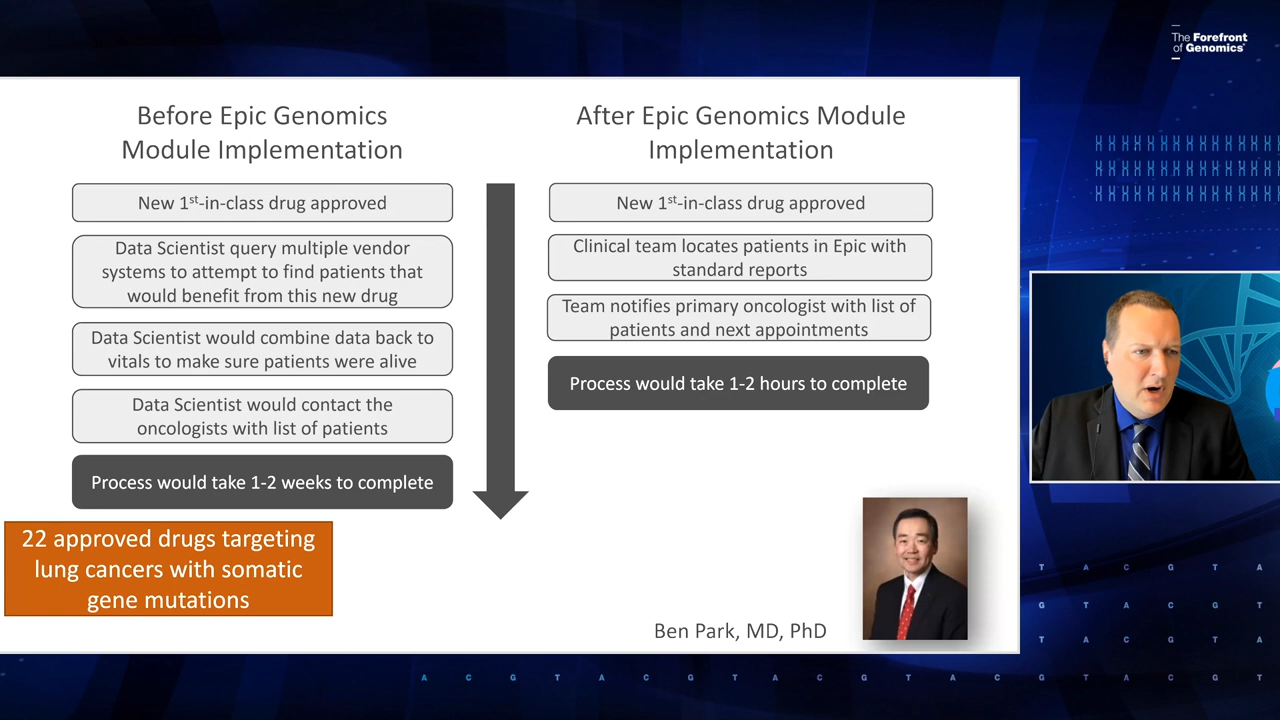 The Forefront
of Genomics®
Before Epic Genomics
Module Implementation
New 1st-in-class drug approved
Data Scientist query multiple vendor
systems to attempt to find patients that
would benefit from this new drug
Data Scientist would combine data back to
vitals to make sure patients were alive
Data Scientist would contact the
oncologists with list of patients
Process would take 1-2 weeks to complete
22 approved drugs targeting
lung cancers with somatic
gene mutations
After Epic Genomics Module
Implementation
New 1st-in-class drug approved
Clinical team locates patients in Epic with
standard reports
Team notifies primary oncologist with list of
patients and next appointments
Process would take 1-2 hours to complete
Ben Park, MD, PhD
T A C G T A
G T A C G T
T A C G T A
A C G T A C G T A C G T A C G T A C G T